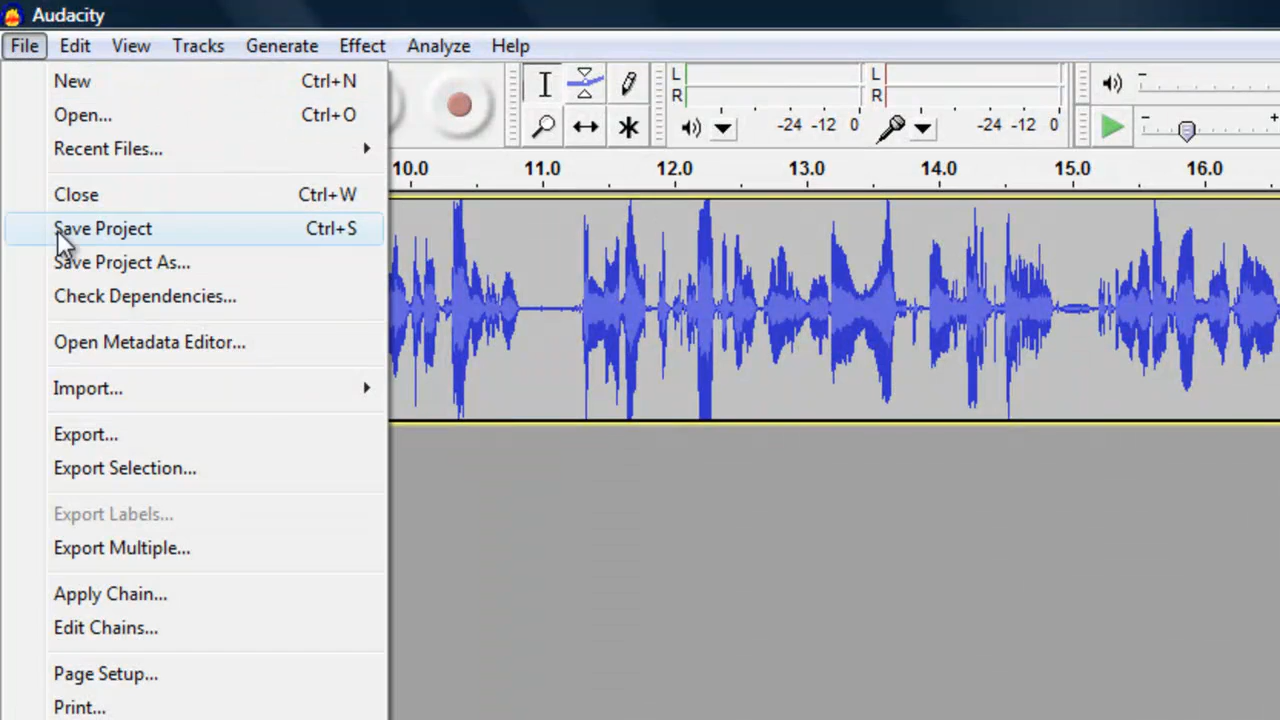 Audacity
File Edit View Tracks Generate Effect Analyze Help
New Ctrl+N
Open... Ctrl+O
Recent Files...
Close Ctrl+W
Save Project Ctrl+S
Save Project As...
Check Dependencies...
Open Metadata Editor...
Import...
Export...
Export Selection...
Export Labels...
Export Multiple...
Apply Chain...
Edit Chains...
Page Setup...
Print...
L L
R R
-24 -12 0 -24 -12 0
- +
10.0 11.0 12.0 13.0 14.0 15.0 16.0